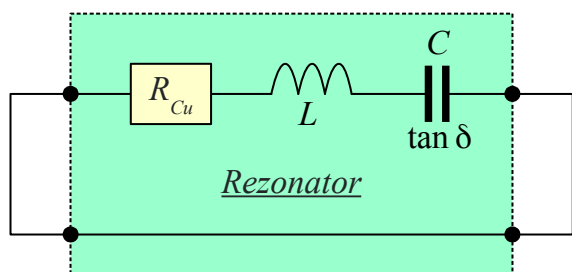 C
R_Cu
L
tan δ
Rezonator